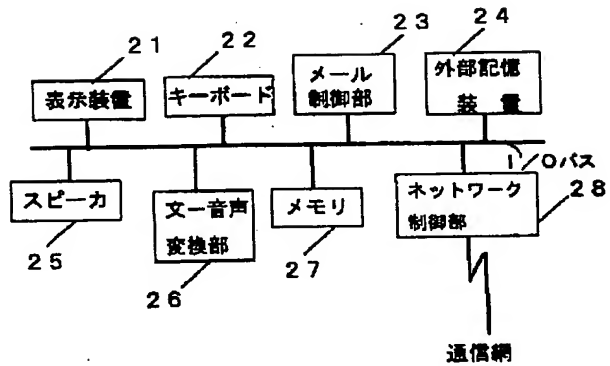 21
22
23
24
表示装置
キーボード
メール
制御部
外部記憶
装置
IOバス
スピーカ
文一音声
変換部
メモリ
ネットワーク
制御部
28
25
26
27
通信網